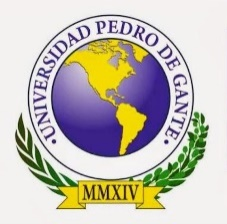 · UNIVERSIDAD PEDRO DE GANTE ·
MMXIV